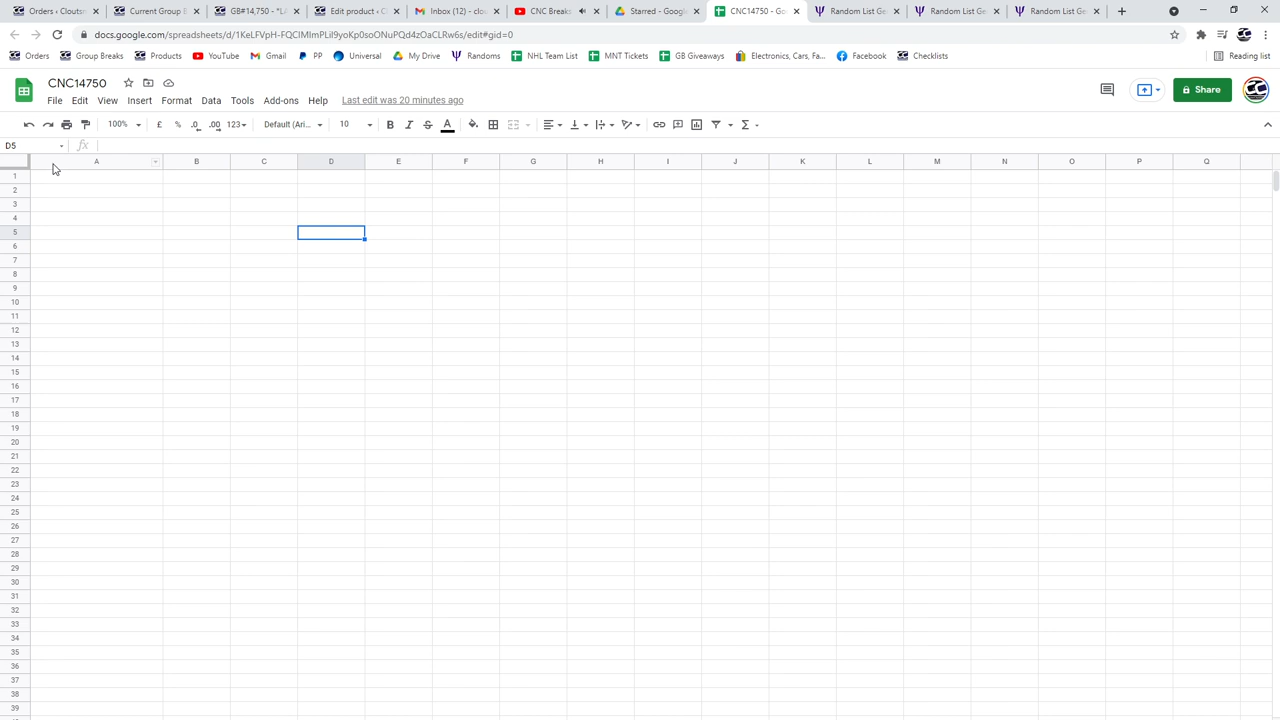 Orders ‹ Cloutsn
Current Group B
GB#14,750 - *L
Edit product ‹ C
Inbox (12) - clou
CNC Breaks
Starred - Google
CNC14750 - Go
Random List Ge
Random List Ge
Random List Ge
docs.google.com/spreadsheets/d/
/edit#gid=0
Orders
Group Breaks
Products
YouTube
Gmail
PP
Universal
My Drive
Randoms
NHL Team List
MNT Tickets
GB Giveaways
Electronics, Cars, Fa...
Facebook
Checklists
Reading list
CNC14750
File Edit View Insert Format Data Tools Add-ons Help Last edit was 20 minutes ago
Share
100% £ % .0 .00 123 Default (Ari... 10 B I S A Σ
D5 fx
A B C D E F G H I J K L M N O P Q
1
2
3
4
5
6
7
8
9
10
11
12
13
14
15
16
17
18
19
20
21
22
23
24
25
26
27
28
29
30
31
32
33
34
35
36
37
38
39